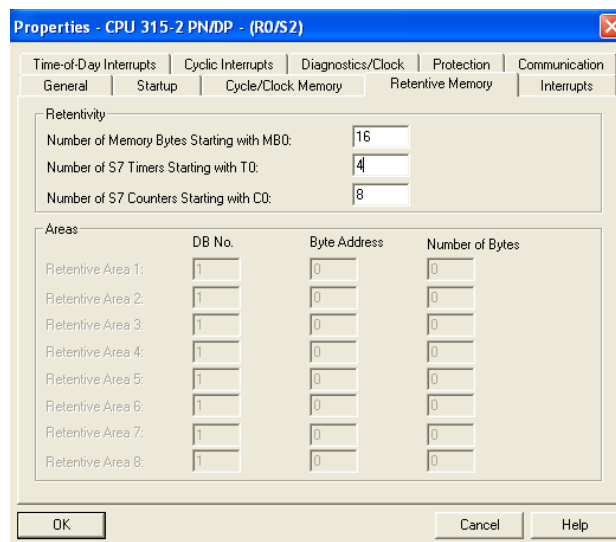 Properties - CPU 315-2 PN/DP - (R0/S2)
Time-of-Day Interrupts Cyclic Interrupts Diagnostics/Clock Protection Communication
General Startup Cycle/Clock Memory Retentive Memory Interrupts
Retentivity
Number of Memory Bytes Starting with MB0: 16
Number of S7 Timers Starting with T0: 4
Number of S7 Counters Starting with C0: 8
Areas
DB No. Byte Address Number of Bytes
Retentive Area 1: 1 0 0
Retentive Area 2: 1 0 0
Retentive Area 3: 1 0 0
Retentive Area 4: 1 0 0
Retentive Area 5: 1 0 0
Retentive Area 6: 1 0 0
Retentive Area 7: 1 0 0
Retentive Area 8: 1 0 0
OK Cancel Help